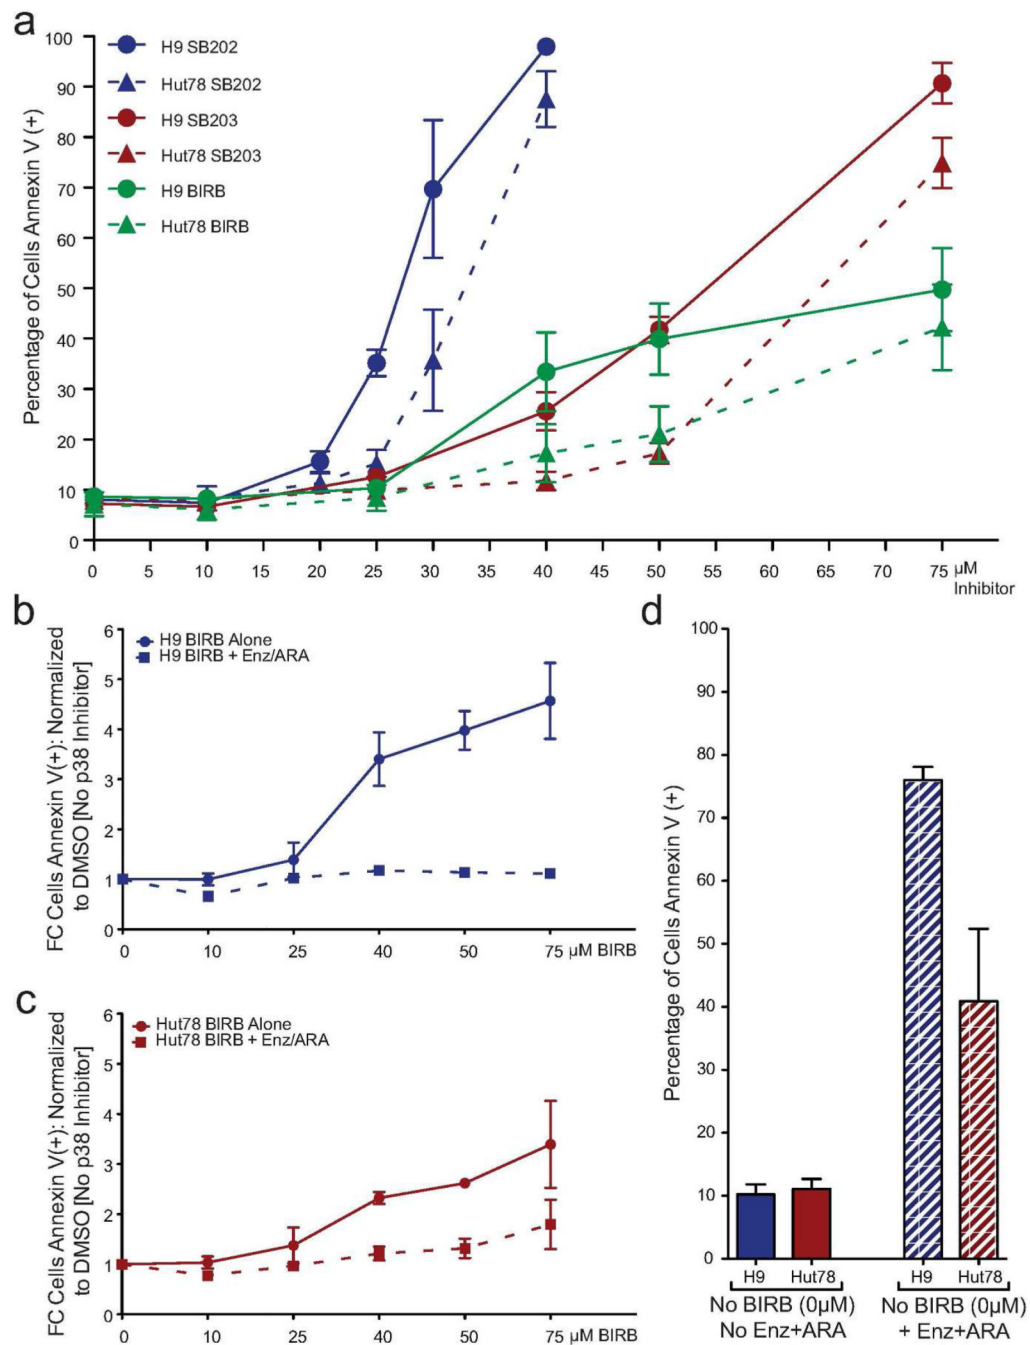 a
100
90
80
70
60
50
40
30
20
10
0
Percentage of Cells Annexin V (+)
H9 SB202
Hut78 SB202
H9 SB203
Hut78 SB203
H9 BIRB
Hut78 BIRB
0 5 10 20 25 30 35 40 45 50 55 60 65 70 75 µM
Inhibitor
b
6
5
4
3
2
1
0
FC Cells Annexin V(+): Normalized
to DMSO [No p38 Inhibitor]
H9 BIRB Alone
H9 BIRB + Enz/ARA
0 10 25 40 50 75 µM BIRB
c
6
5
4
3
2
1
0
FC Cells Annexin V(+): Normalized
to DMSO [No p38 Inhibitor]
Hut78 BIRB Alone
Hut78 BIRB + Enz/ARA
0 10 25 40 50 75 µM BIRB
d
100
90
80
70
60
50
40
30
20
10
0
Percentage of Cells Annexin V (+)
H9 Hut78 H9 Hut78
No BIRB (0µM)
No Enz+ARA
No BIRB (0µM)
+ Enz+ARA